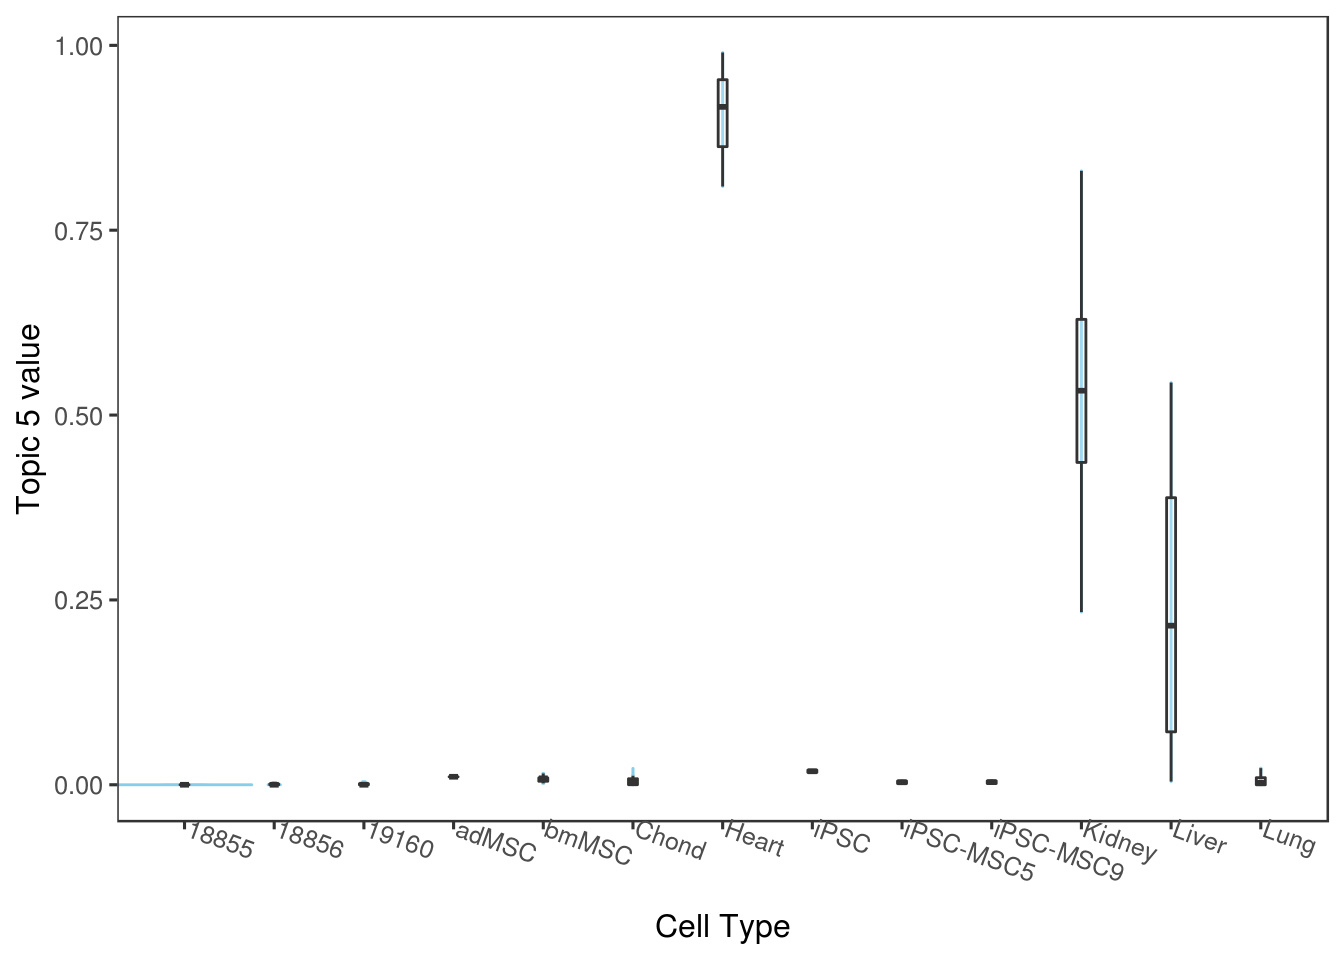 1.00
0.75
0.50
0.25
0.00
Topic 5 value
18855
18856
19160
adMSC
bmMSC
Chond
Heart
iPSC
iPSC-MSC5
iPSC-MSC9
Kidney
Liver
Lung
Cell Type